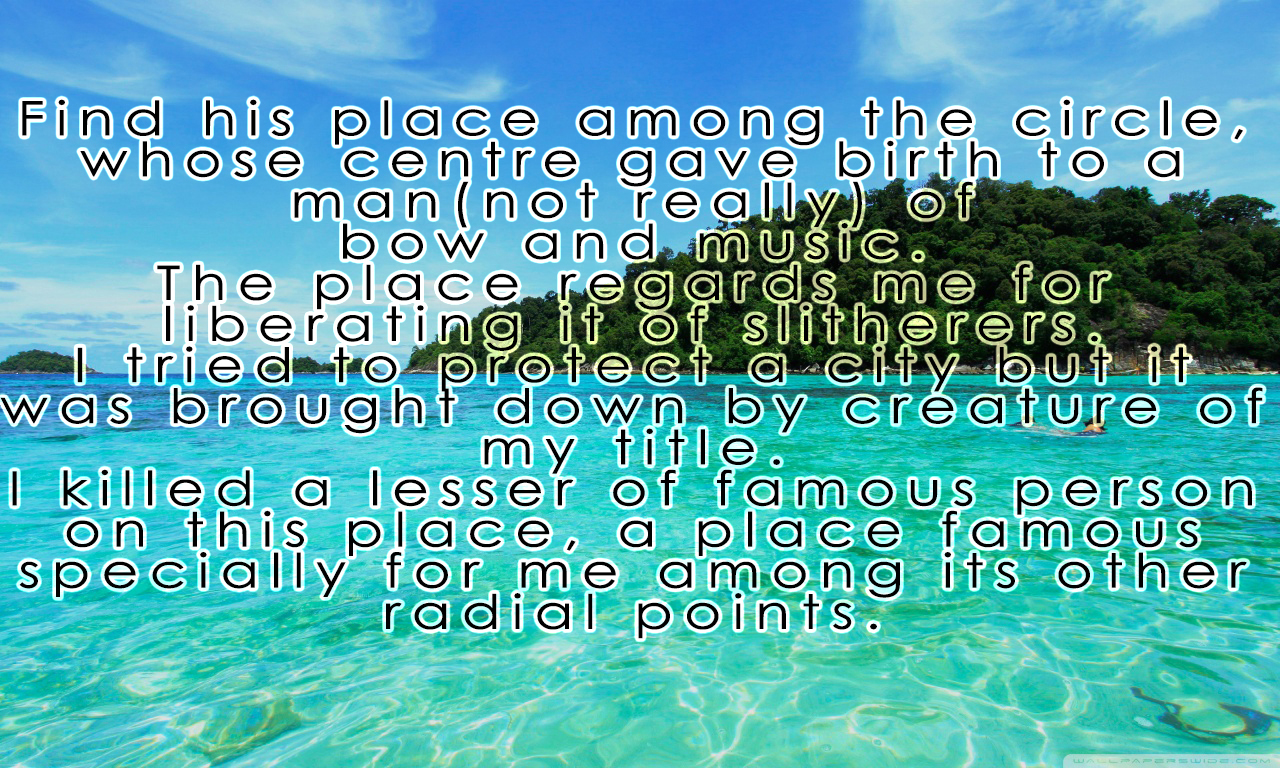 Find his place among the circle,
whose centre gave birth to a
man(not really) of
bow and music.
The place regards me for
liberating it of slitherers.
I tried to protect a city but it
was brought down by creature of
my title.
I killed a lesser of famous person
on this place, a place famous
specially for me among its other
radial points.
WALLPAPERSWIDE.COM